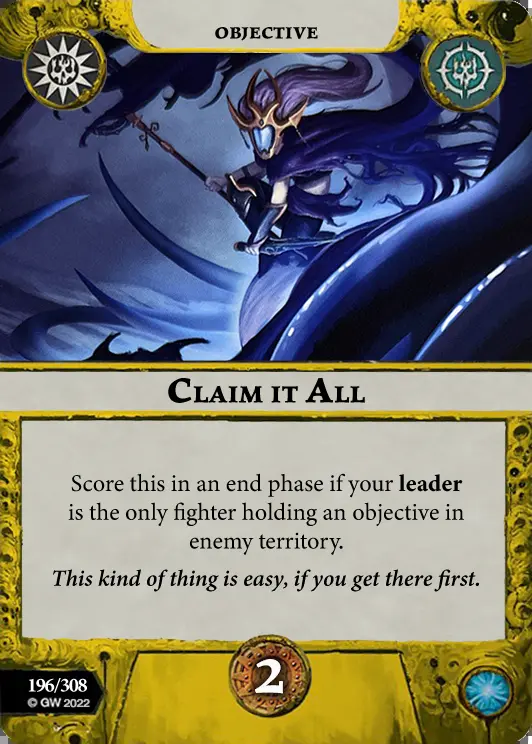 OBJECTIVE
CLAIM IT ALL
Score this in an end phase if your leader
is the only fighter holding an objective in
enemy territory.
This kind of thing is easy, if you get there first.
196/308
© GW 2022
2